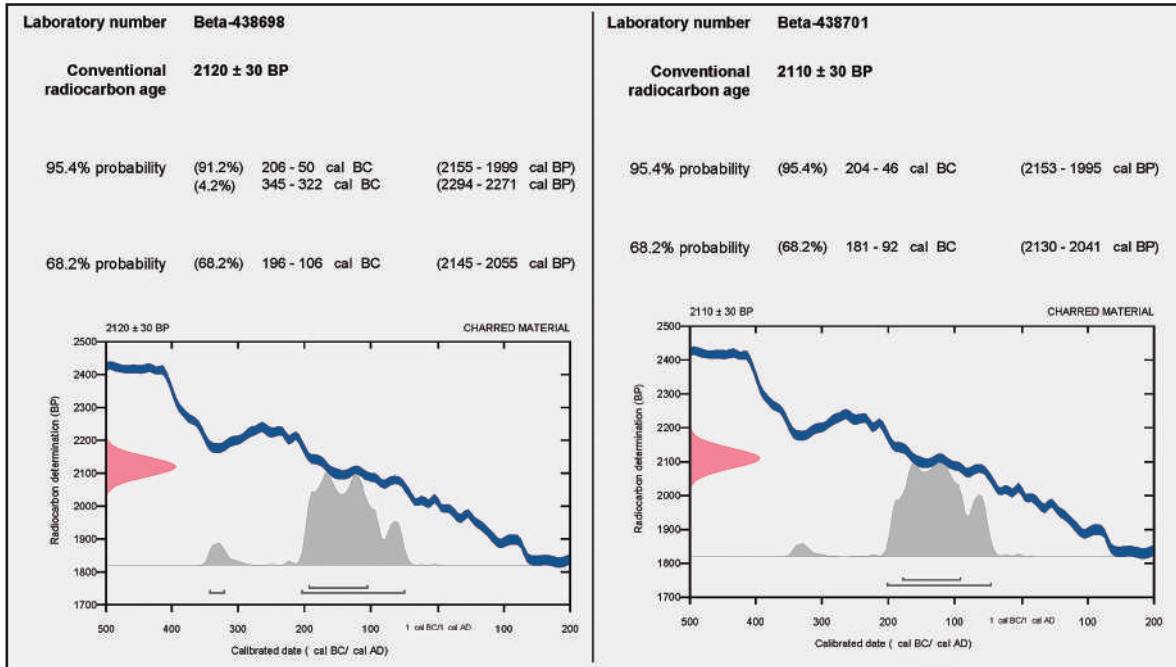 Laboratory number Beta-438698
Conventional radiocarbon age 2120 ± 30 BP
95.4% probability (91.2%) 206 - 50 cal BC (2155 - 1999 cal BP)
(4.2%) 345 - 322 cal BC (2294 - 2271 cal BP)
68.2% probability (68.2%) 196 - 106 cal BC (2145 - 2055 cal BP)
2120 ± 30 BP CHARRED MATERIAL
Radiocarbon determination (BP)
2500
2400
2300
2200
2100
2000
1900
1800
1700
500 400 300 200 100 1 cal BC/1 cal AD 100 200
Calibrated date ( cal BC/ cal AD)
Laboratory number Beta-438701
Conventional radiocarbon age 2110 ± 30 BP
95.4% probability (95.4%) 204 - 46 cal BC (2153 - 1995 cal BP)
68.2% probability (68.2%) 181 - 92 cal BC (2130 - 2041 cal BP)
2110 ± 30 BP CHARRED MATERIAL
Radiocarbon determination (BP)
2500
2400
2300
2200
2100
2000
1900
1800
1700
500 400 300 200 100 1 cal BC/1 cal AD 100 200
Calibrated date ( cal BC/ cal AD)